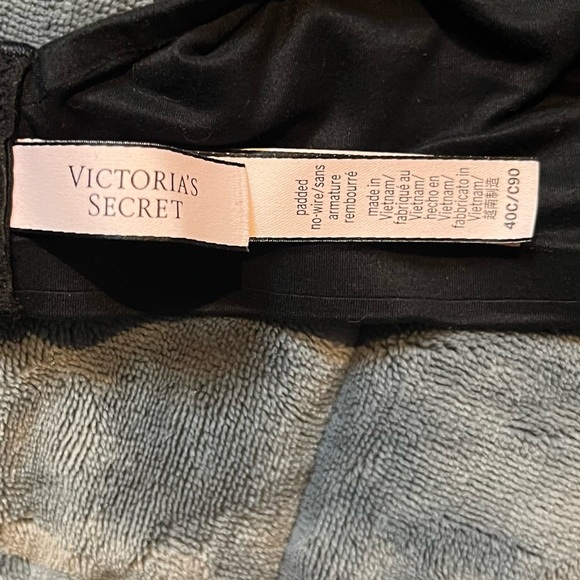 VICTORIA'S
SECRET
padded
no-wire/sans
armature
rembourré
made in
Vietnam/
fabriqué au
Vietnam/
hecho en
Vietnam/
fabbricato in
Vietnam/
越南制造
40C/C90